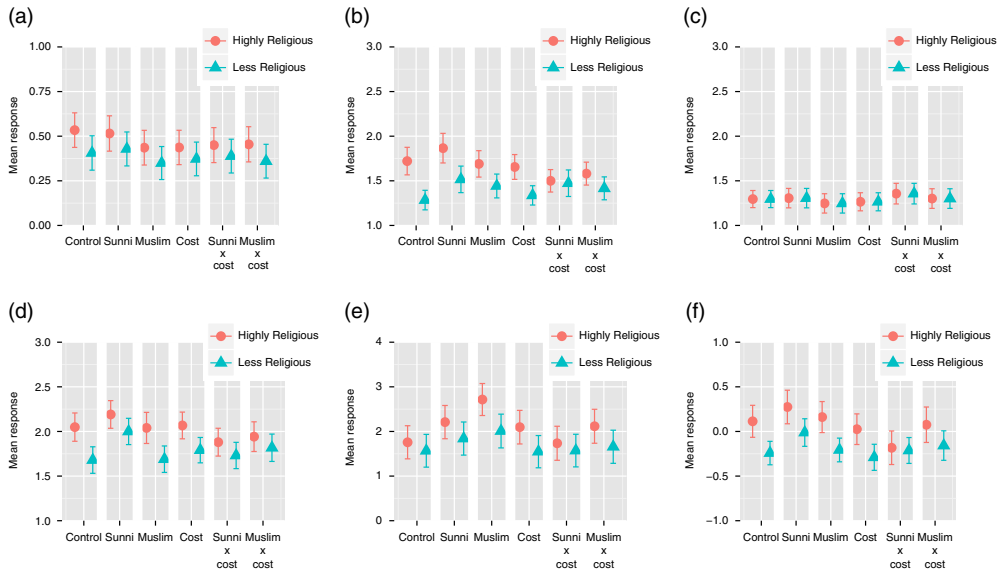 (a)
Highly Religious
Less Religious
Mean response
1.00
0.75
0.50
0.25
0.00
Control Sunni Muslim Cost Sunni Muslim
x x
cost cost
(b)
Highly Religious
Less Religious
Mean response
3.0
2.5
2.0
1.5
1.0
Control Sunni Muslim Cost Sunni Muslim
x x
cost cost
(c)
Highly Religious
Less Religious
Mean response
3.0
2.5
2.0
1.5
1.0
Control Sunni Muslim Cost Sunni Muslim
x x
cost cost
(d)
Highly Religious
Less Religious
Mean response
3.0
2.5
2.0
1.5
1.0
Control Sunni Muslim Cost Sunni Muslim
x x
cost cost
(e)
Highly Religious
Less Religious
Mean response
4
3
2
1
0
Control Sunni Muslim Cost Sunni Muslim
x x
cost cost
(f)
Highly Religious
Less Religious
Mean response
1.0
0.5
0.0
−0.5
−1.0
Control Sunni Muslim Cost Sunni Muslim
x x
cost cost